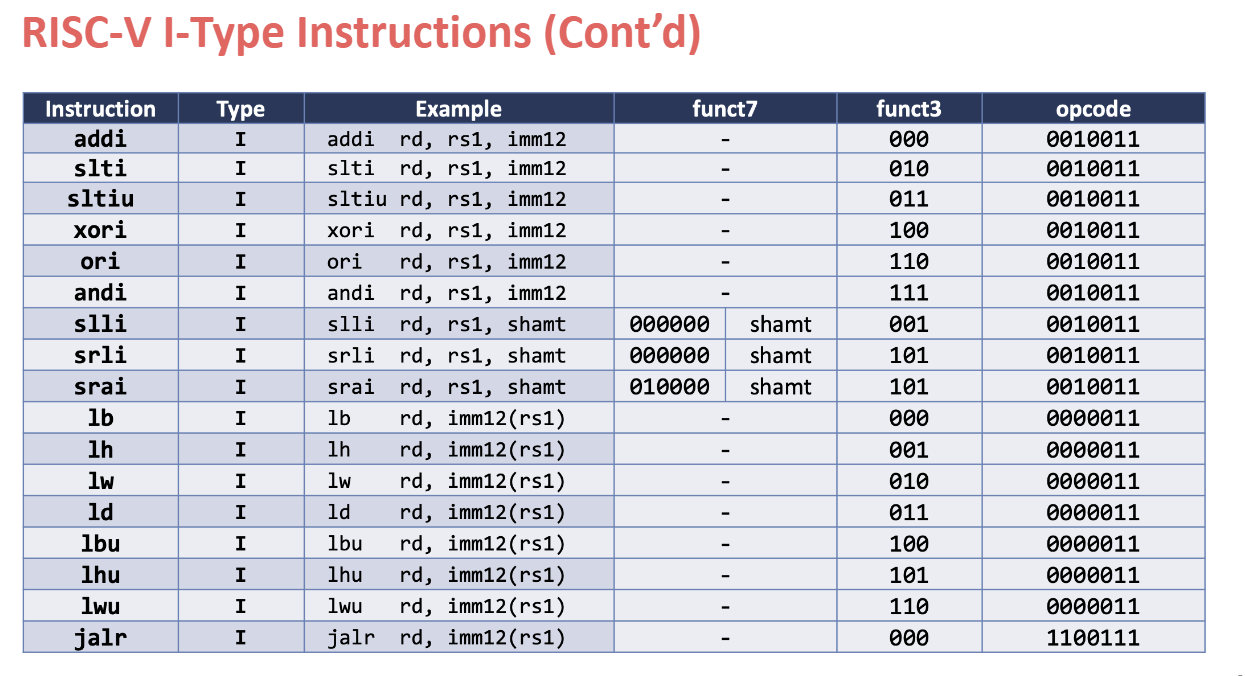 RISC-V I-Type Instructions (Cont’d)
Instruction Type Example funct7 funct3 opcode
addi I addi rd, rs1, imm12 - 000 0010011
slti I slti rd, rs1, imm12 - 010 0010011
sltiu I sltiu rd, rs1, imm12 - 011 0010011
xori I xori rd, rs1, imm12 - 100 0010011
ori I ori rd, rs1, imm12 - 110 0010011
andi I andi rd, rs1, imm12 - 111 0010011
slli I slli rd, rs1, shamt 000000 shamt 001 0010011
srli I srli rd, rs1, shamt 000000 shamt 101 0010011
srai I srai rd, rs1, shamt 010000 shamt 101 0010011
lb I lb rd, imm12(rs1) - 000 0000011
lh I lh rd, imm12(rs1) - 001 0000011
lw I lw rd, imm12(rs1) - 010 0000011
ld I ld rd, imm12(rs1) - 011 0000011
lbu I lbu rd, imm12(rs1) - 100 0000011
lhu I lhu rd, imm12(rs1) - 101 0000011
lwu I lwu rd, imm12(rs1) - 110 0000011
jalr I jalr rd, imm12(rs1) - 000 1100111